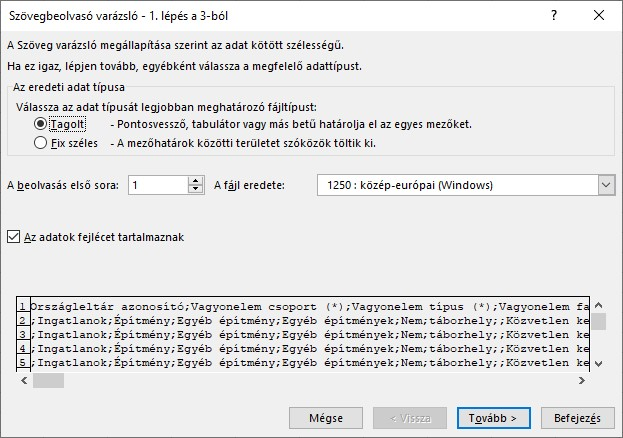 Szövegbeolvasó varázsló - 1. lépés a 3-ból
A Szöveg varázsló megállapítása szerint az adat kötött szélességű.
Ha ez igaz, lépjen tovább, egyébként válassza a megfelelő adattípust.
Az eredeti adat típusa
Válassza az adat típusát legjobban meghatározó fájltípust:
Tagolt - Pontosvessző, tabulátor vagy más betű határolja el az egyes mezőket.
Fix széles - A mezőhatárok közötti területet szóközök töltik ki.
A beolvasás első sora: 1 A fájl eredete: 1250 : közép-európai (Windows)
Az adatok fejlécet tartalmaznak
1 Országleltár azonosító;Vagyonelem csoport (*);Vagyonelem típus (*);Vagyonelem fa
2 ;Ingatlanok;Építmény;Egyéb építmény;Egyéb építmények;Nem;táborhely;;Közvetlen ke
3 ;Ingatlanok;Építmény;Egyéb építmény;Egyéb építmények;Nem;táborhely;;Közvetlen ke
4 ;Ingatlanok;Építmény;Egyéb építmény;Egyéb építmények;Nem;táborhely;;Közvetlen ke
5 ;Ingatlanok;Építmény;Egyéb építmény;Egyéb építmények;Nem;táborhely;;Közvetlen ke
Mégse < Vissza Tovább > Befejezés